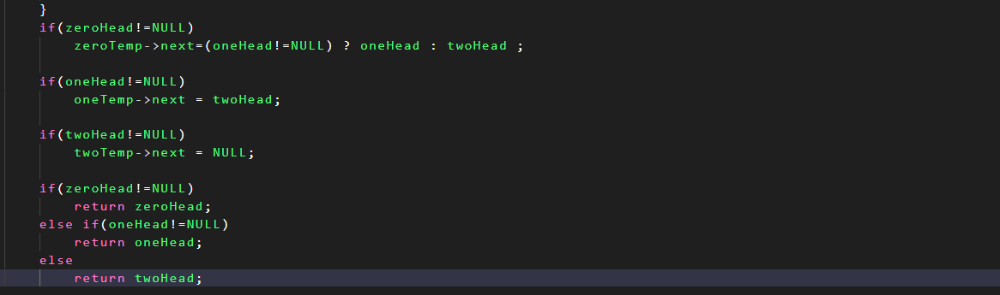 }
if(zeroHead!=NULL)
zeroTemp->next=(oneHead!=NULL) ? oneHead : twoHead ;
if(oneHead!=NULL)
oneTemp->next = twoHead;
if(twoHead!=NULL)
twoTemp->next = NULL;
if(zeroHead!=NULL)
return zeroHead;
else if(oneHead!=NULL)
return oneHead;
else
return twoHead;